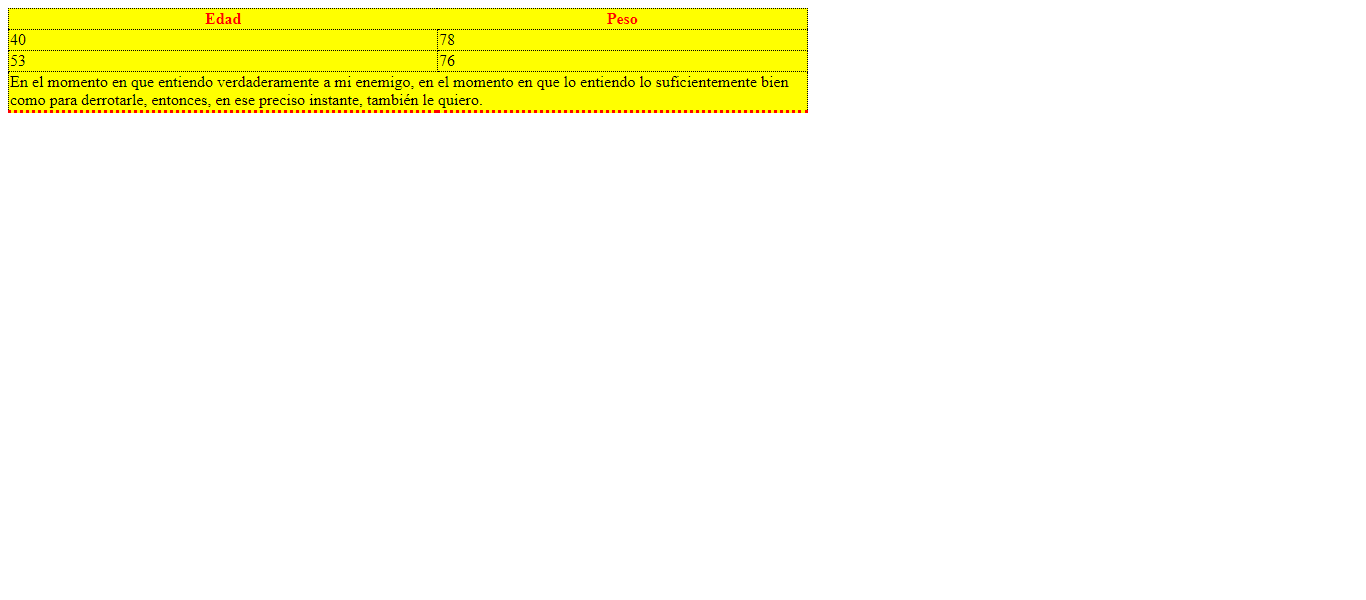 Edad Peso
40 78
53 76
En el momento en que entiendo verdaderamente a mi enemigo, en el momento en que lo entiendo lo suficientemente bien
como para derrotarle, entonces, en ese preciso instante, también le quiero.